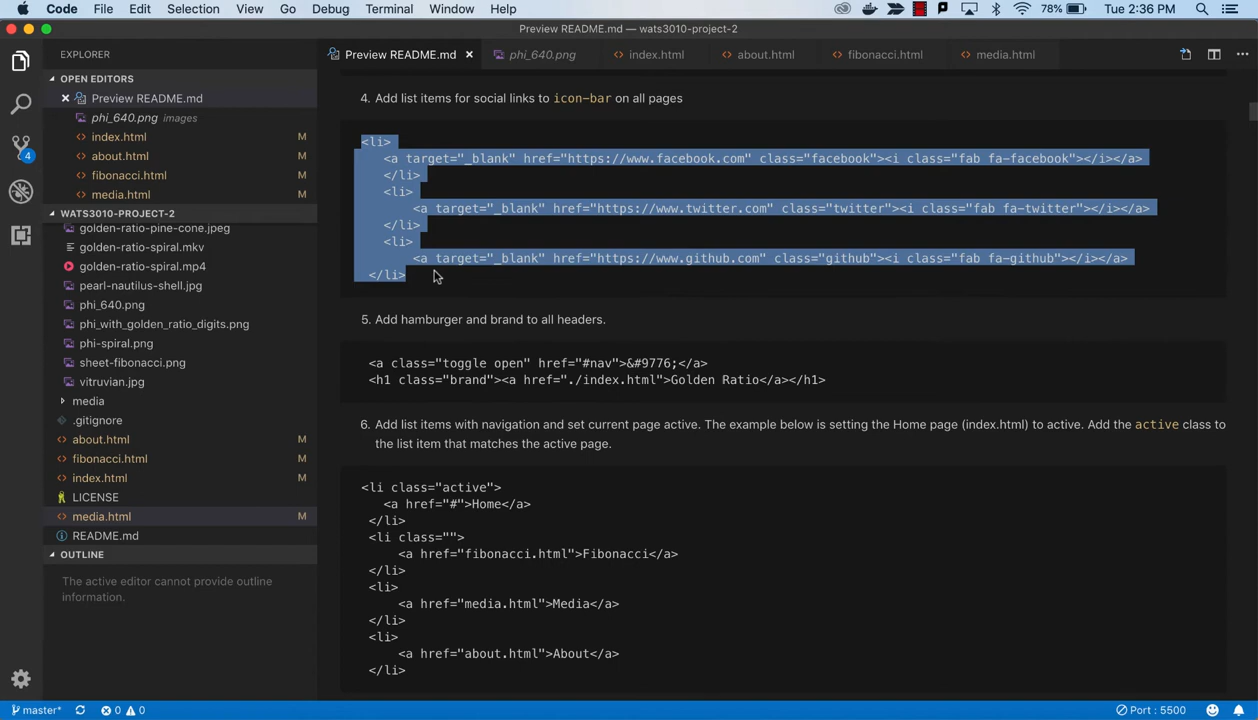 Code File Edit Selection View Go Debug Terminal Window Help 78% Tue 2:36 PM
Preview README.md — wats3010-project-2
EXPLORER
Preview README.md phi_640.png index.html about.html fibonacci.html media.html
OPEN EDITORS
Preview README.md
phi_640.png images
index.html M
about.html M
fibonacci.html M
media.html M
4
WATS3010-PROJECT-2
golden-ratio-pine-cone.jpeg
golden-ratio-spiral.mkv
golden-ratio-spiral.mp4
pearl-nautilus-shell.jpg
phi_640.png
phi_with_golden_ratio_digits.png
phi-spiral.png
sheet-fibonacci.png
vitruvian.jpg
media
.gitignore
about.html M
fibonacci.html M
index.html M
LICENSE
media.html M
README.md
OUTLINE
The active editor cannot provide outline
information.
4. Add list items for social links to icon-bar on all pages
<li>
<a target="_blank" href="https://www.facebook.com" class="facebook"><i class="fab fa-facebook"></i></a>
</li>
<li>
<a target="_blank" href="https://www.twitter.com" class="twitter"><i class="fab fa-twitter"></i></a>
</li>
<li>
<a target="_blank" href="https://www.github.com" class="github"><i class="fab fa-github"></i></a>
</li>
5. Add hamburger and brand to all headers.
<a class="toggle open" href="#nav">&#9776;</a>
<h1 class="brand"><a href="./index.html">Golden Ratio</a></h1>
6. Add list items with navigation and set current page active. The example below is setting the Home page (index.html) to active. Add the active class to
the list item that matches the active page.
<li class="active">
<a href="#">Home</a>
</li>
<li class="">
<a href="fibonacci.html">Fibonacci</a>
</li>
<li>
<a href="media.html">Media</a>
</li>
<li>
<a href="about.html">About</a>
</li>
master* 0 0 Port : 5500